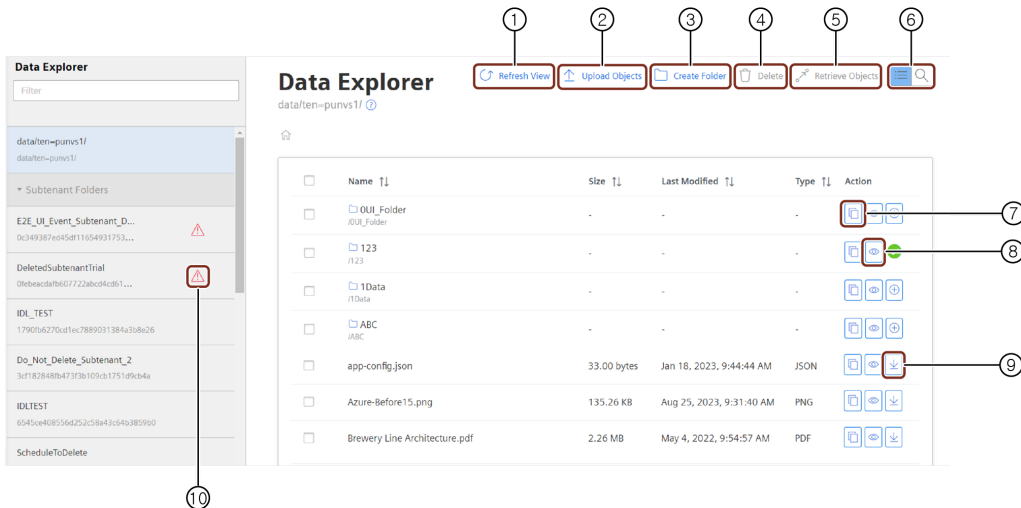 1 2 3 4 5 6
Data Explorer
Filter
data/ten=punvs1/
data/ten=punvs1/
Subtenant Folders
E2E_UI_Event_Subtenant_D...
0c349387ed45df11654931753...
DeletedSubtenantTrial
0febeacdafb607722abcd4cd61...
IDL_TEST
1790fb6270cd1ec7889031384a3b8e26
Do_Not_Delete_Subtenant_2
3cf182848fb473f3b109cb1751d9cb4a
IDLTEST
6545ce408556d252c58a43c64b3859b0
ScheduleToDelete
10
Data Explorer
data/ten=punvs1/ ?
Refresh View Upload Objects Create Folder Delete Retrieve Objects
Name Size Last Modified Type Action
0UI_Folder - - -
/0UI_Folder
7
123 - - -
/123
8
1Data - - -
/1Data
ABC - - -
/ABC
app-config.json 33.00 bytes Jan 18, 2023, 9:44:44 AM JSON
9
Azure-Before15.png 135.26 KB Aug 25, 2023, 9:31:40 AM PNG
Brewery Line Architecture.pdf 2.26 MB May 4, 2022, 9:54:57 AM PDF